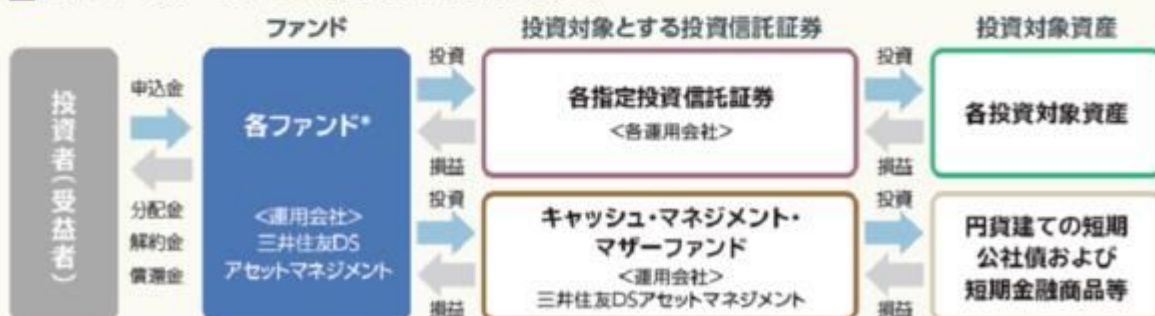 ファンド
投資対象とする投資信託証券
投資対象資産
投資者(受益者)
申込金
分配金
解約金
償還金
各ファンド*
<運用会社>
三井住友DS
アセットマネジメント
投資
損益
各指定投資信託証券
<各運用会社>
投資
損益
各投資対象資産
投資
損益
キャッシュ・マネジメント・
マザーファンド
<運用会社>
三井住友DSアセットマネジメント
投資
損益
円貨建ての短期
公社債および
短期金融商品等